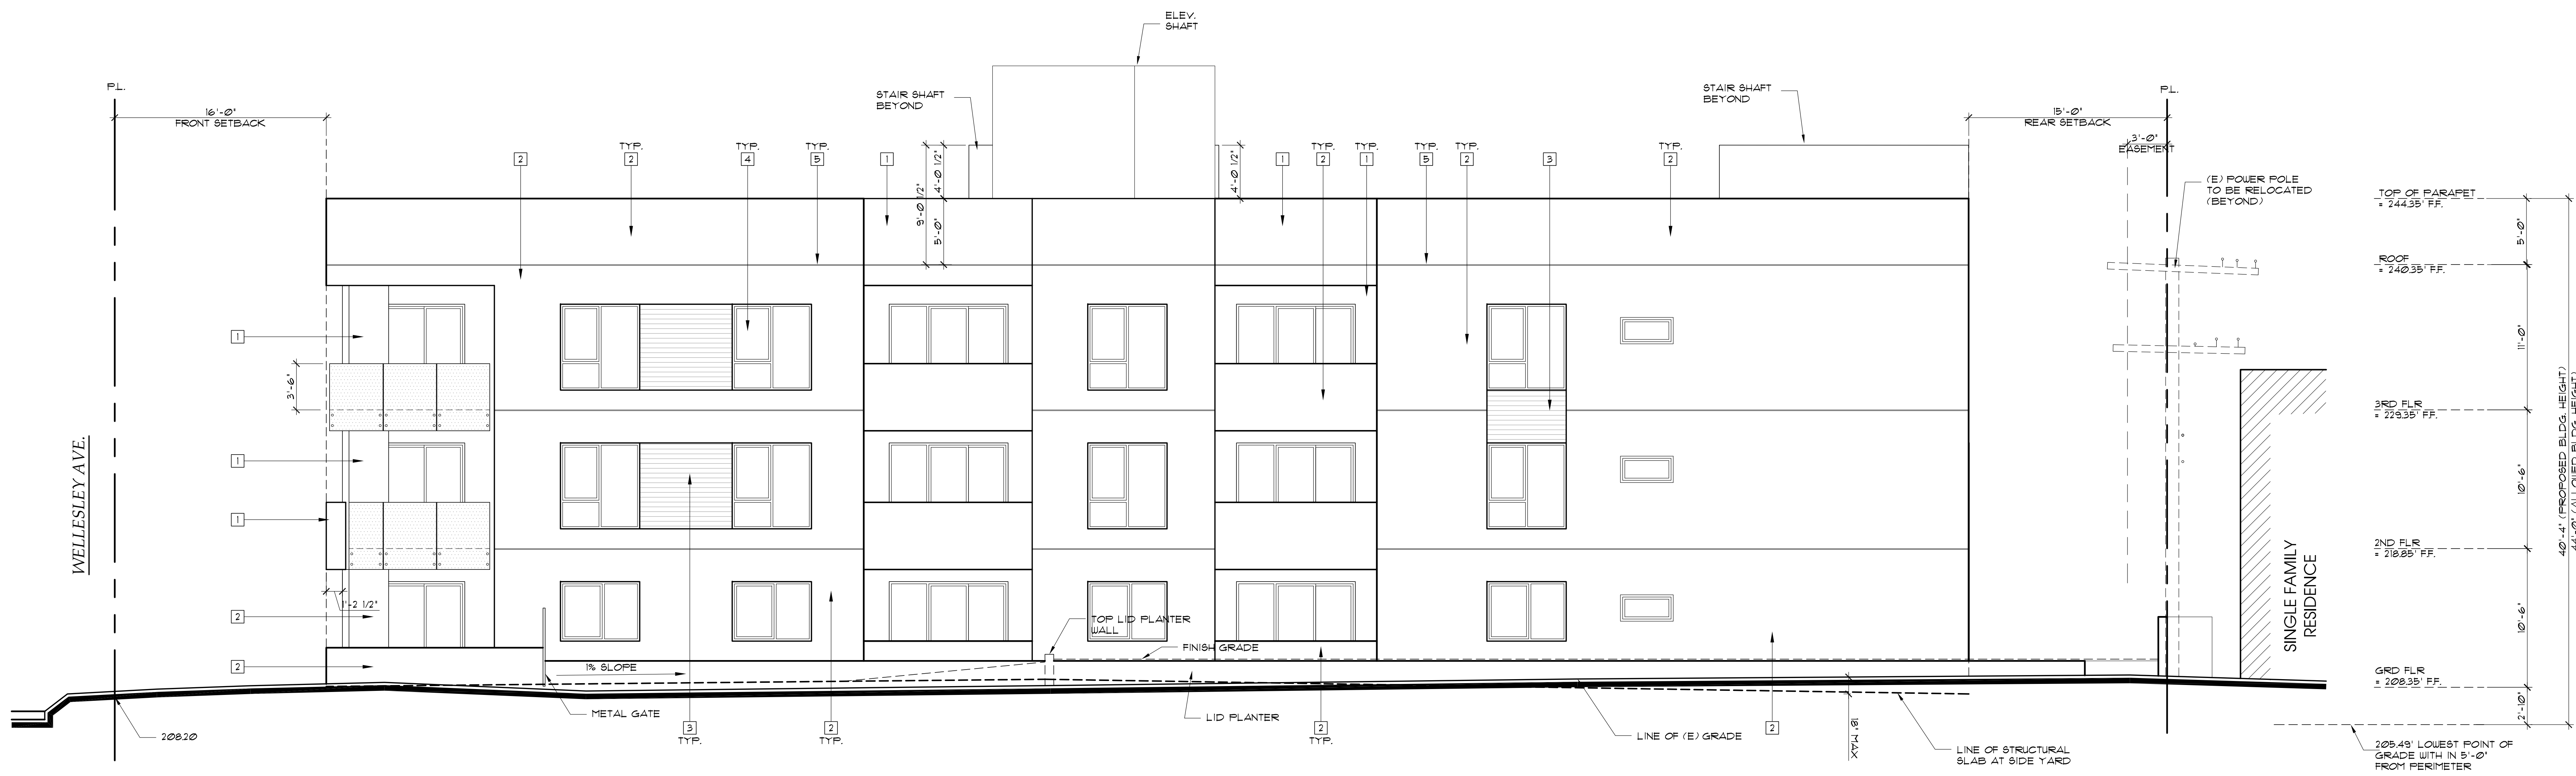 ELEV.
SHAFT
P.L.
16'-0"
FRONT SETBACK
STAIR SHAFT
BEYOND
STAIR SHAFT
BEYOND
P.L.
15'-0"
REAR SETBACK
3'-0"
EASEMENT
2
TYP.
2
TYP.
4
TYP.
5
1
9'-0 1/2"
4'-0 1/2"
5'-0"
4'-0 1/2"
1
TYP.
2
TYP.
1
TYP.
5
TYP.
2
3
TYP.
2
(E) POWER POLE
TO BE RELOCATED
(BEYOND)
TOP OF PARAPET
= 244.35' F.F.
5'-0"
ROOF
= 240.35' F.F.
11'-0"
3RD FLR
= 229.35' F.F.
10'-6"
2ND FLR
= 218.85' F.F.
10'-6"
GRD FLR
= 208.35' F.F.
2'-10"
40'-4" (PROPOSED BLDG. HEIGHT)
44'-0" (ALLOWED BLDG HEIGHT)
205.49' LOWEST POINT OF
GRADE WITH IN 5'-0"
FROM PERIMETER
WELLESLEY AVE.
1
3'-6"
1
1
1'-2 1/2"
2
2
TOP LID PLANTER
WALL
FINISH GRADE
1% SLOPE
METAL GATE
208.20
3
TYP.
2
TYP.
LID PLANTER
2
TYP.
LINE OF (E) GRADE
2
18" MAX
LINE OF STRUCTURAL
SLAB AT SIDE YARD
SINGLE FAMILY
RESIDENCE